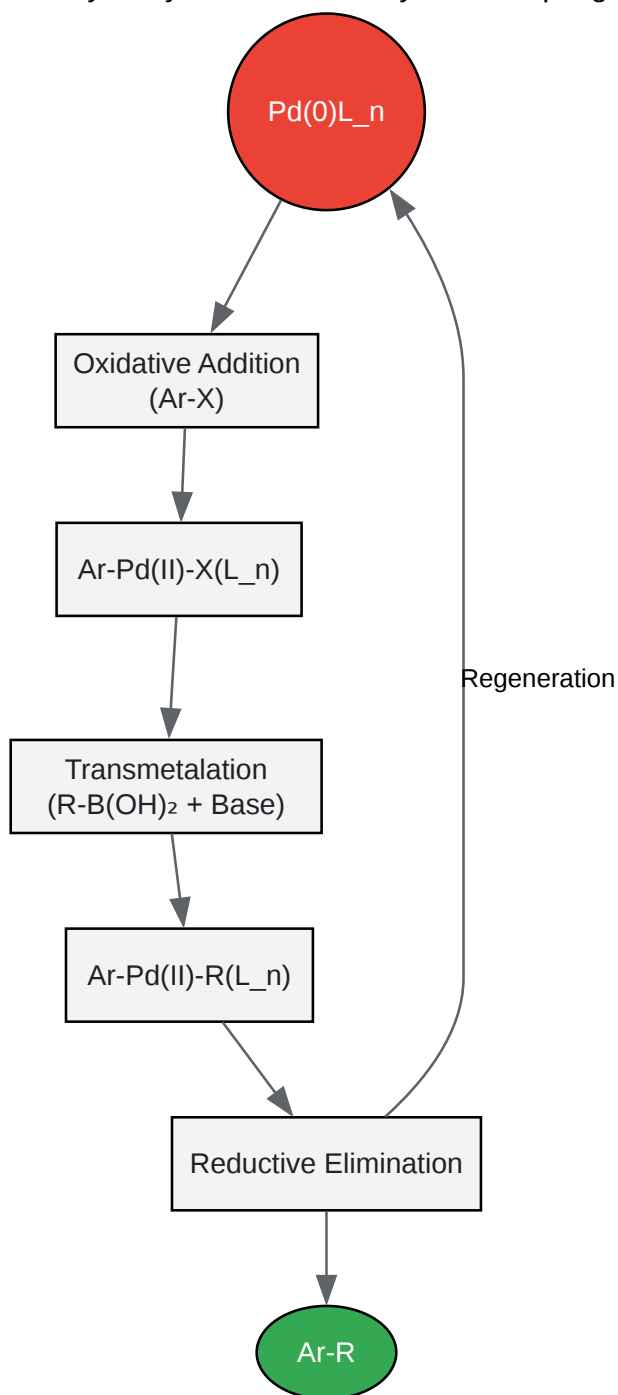 Pd(0)L_n
Oxidative Addition
(Ar-X)
Ar-Pd(II)-X(L_n)
Regeneration
Transmetalation
(R-B(OH)₂ + Base)
Ar-Pd(II)-R(L_n)
Reductive Elimination
Ar-R